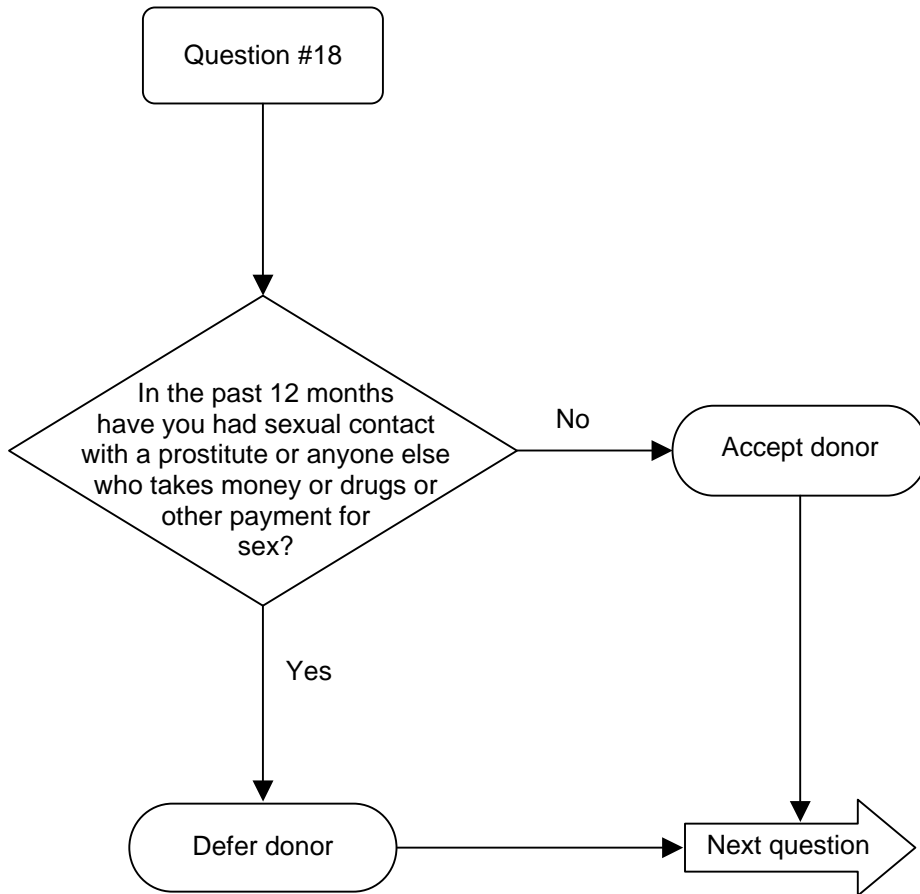 Question #18
In the past 12 months
have you had sexual contact
with a prostitute or anyone else
who takes money or drugs or
other payment for
sex?
No
Accept donor
Yes
Defer donor
Next question